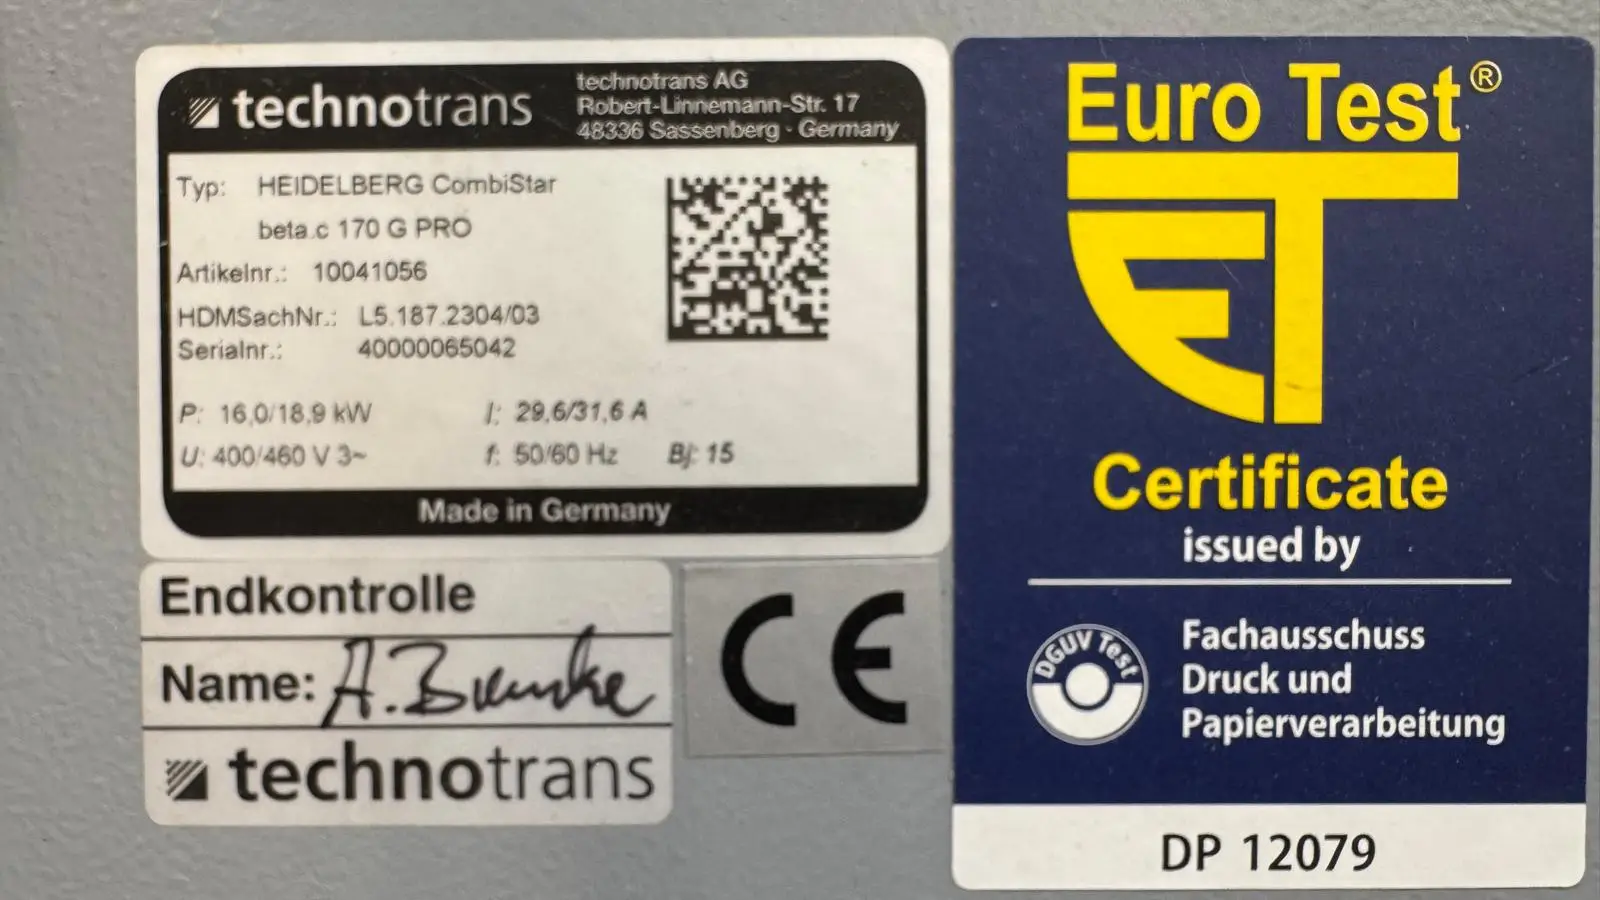 technotrans
technotrans AG
Robert-Linnemann-Str. 17
48336 Sassenberg · Germany
Typ: HEIDELBERG CombiStar
beta.c 170 G PRO
Artikelnr.: 10041056
HDMSachNr.: L5.187.2304/03
Serialnr.: 40000065042
P: 16,0/18,9 kW I: 29,6/31,6 A
U: 400/460 V 3~ f: 50/60 Hz Bj: 15
Made in Germany
Endkontrolle
Name: A.
technotrans
CE
Euro Test®
ET
Certificate
issued by
DGUV Test
Fachausschuss
Druck und
Papierverarbeitung
DP 12079